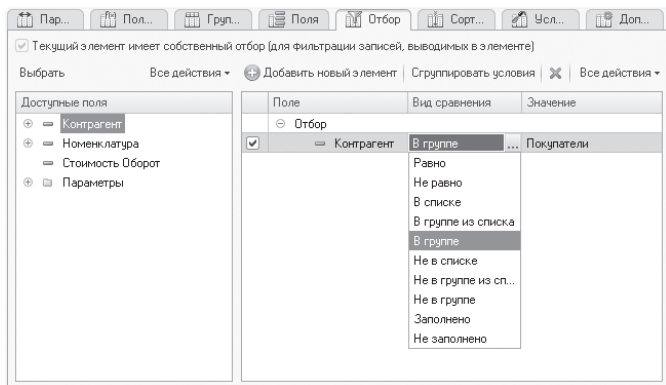 Пар... Пол... Груп... Поля Отбор Сорт... Усл... Доп...
Текущий элемент имеет собственный отбор (для фильтрации записей, выводимых в элементе)
Выбрать Все действия Добавить новый элемент Сгруппировать условия Все действия
Доступные поля
Контрагент
Номенклатура
Стоимость Оборот
Параметры
Поле Вид сравнения Значение
Отбор
Контрагент В группе ... Покупатели
Равно
Не равно
В списке
В группе из списка
В группе
Не в списке
Не в группе из сп...
Не в группе
Заполнено
Не заполнено